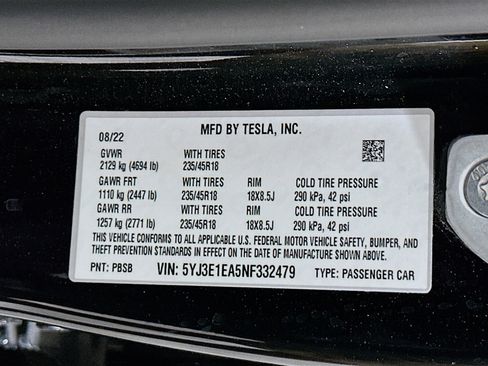 MFD BY TESLA, INC.
08/22
GVWR WITH TIRES
2129 kg (4694 lb) 235/45R18
GAWR FRT WITH TIRES RIM COLD TIRE PRESSURE
1110 kg (2447 lb) 235/45R18 18X8.5J 290 kPa, 42 psi
GAWR RR WITH TIRES RIM COLD TIRE PRESSURE
1257 kg (2771 lb) 235/45R18 18X8.5J 290 kPa, 42 psi
THIS VEHICLE CONFORMS TO ALL APPLICABLE U.S. FEDERAL MOTOR VEHICLE SAFETY, BUMPER, AND
THEFT PREVENTION STANDARDS IN EFFECT ON THE DATE OF MANUFACTURE SHOWN ABOVE.
PNT: PBSB VIN: 5YJ3E1EA5NF332479 TYPE: PASSENGER CAR